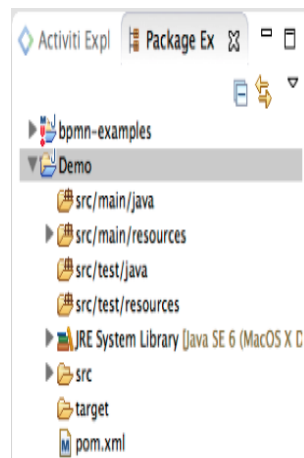 Activiti Expl Package Ex
bpmn-examples
Demo
src/main/java
src/main/resources
src/test/java
src/test/resources
JRE System Library [Java SE 6 (MacOS X D
src
target
pom.xml